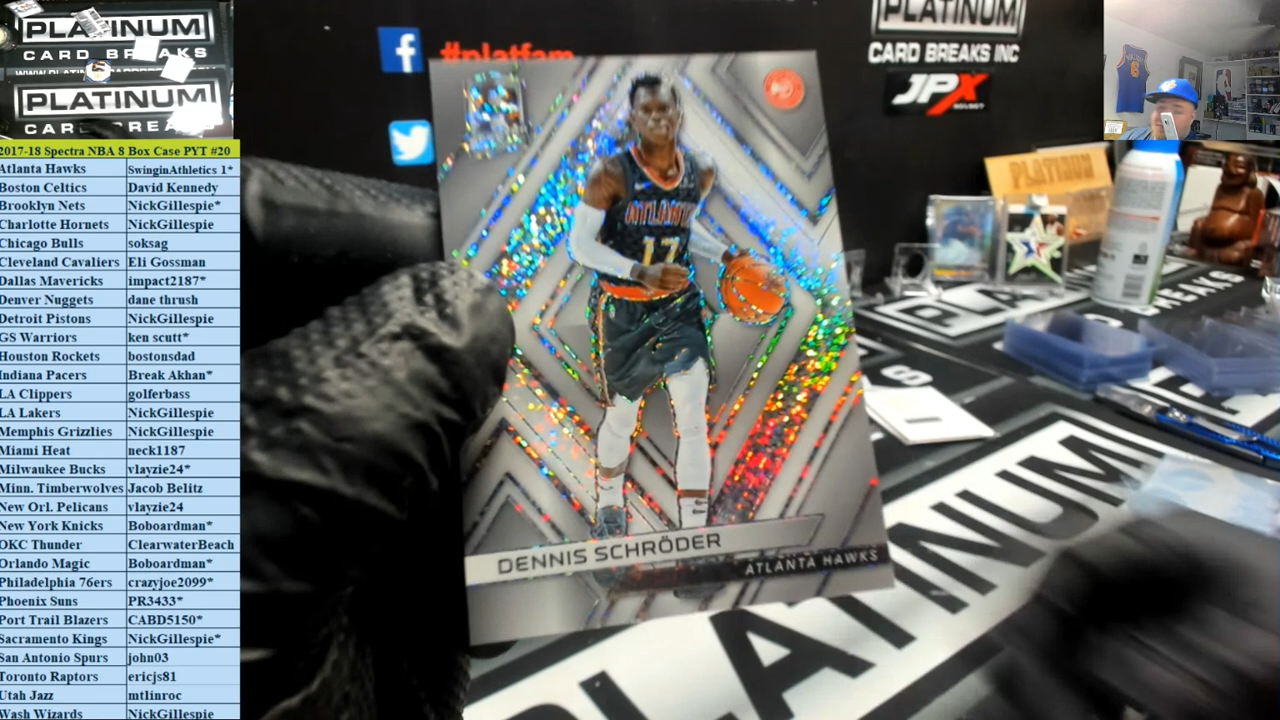 PLATINUM
CARD BREAKS
PLATINUM
CARD BREA
2017-18 Spectra NBA 8 Box Case PYT #20
Atlanta Hawks SwinginAthletics 1*
Boston Celtics David Kennedy
Brooklyn Nets NickGillespie*
Charlotte Hornets NickGillespie
Chicago Bulls soksag
Cleveland Cavaliers Eli Gossman
Dallas Mavericks impact2187*
Denver Nuggets dane thrush
Detroit Pistons NickGillespie
GS Warriors ken scutt*
Houston Rockets bostonsdad
Indiana Pacers Break Akhan*
LA Clippers golferbass
LA Lakers NickGillespie
Memphis Grizzlies NickGillespie
Miami Heat neck1187
Milwaukee Bucks vlayzie24*
Minn. Timberwolves Jacob Belitz
New Orl. Pelicans vlayzie24
New York Knicks Boboardman*
OKC Thunder ClearwaterBeach
Orlando Magic Boboardman*
Philadelphia 76ers crazyjoe2099*
Phoenix Suns PR3433*
Port Trail Blazers CABD5150*
Sacramento Kings NickGillespie*
San Antonio Spurs john03
Toronto Raptors ericjs81
Utah Jazz mtlinroc
Wash Wizards NickGillespie
#platfam
PLATINUM
CARD BREAKS INC
JPX
ATLANTA
17
DENNIS SCHRÖDER
ATLANTA HAWKS
PLATINUM
PLATINUM